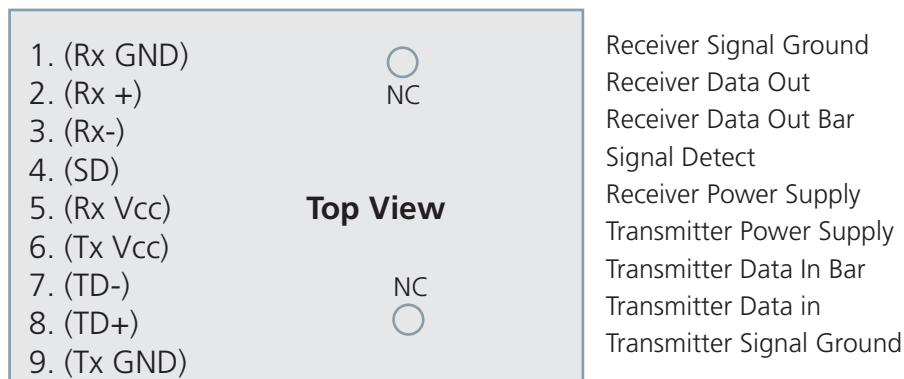 1. (Rx GND)
2. (Rx +)
3. (Rx-)
4. (SD)
5. (Rx Vcc)
6. (Tx Vcc)
7. (TD-)
8. (TD+)
9. (Tx GND)
NC
Top View
NC
Receiver Signal Ground
Receiver Data Out
Receiver Data Out Bar
Signal Detect
Receiver Power Supply
Transmitter Power Supply
Transmitter Data In Bar
Transmitter Data in
Transmitter Signal Ground